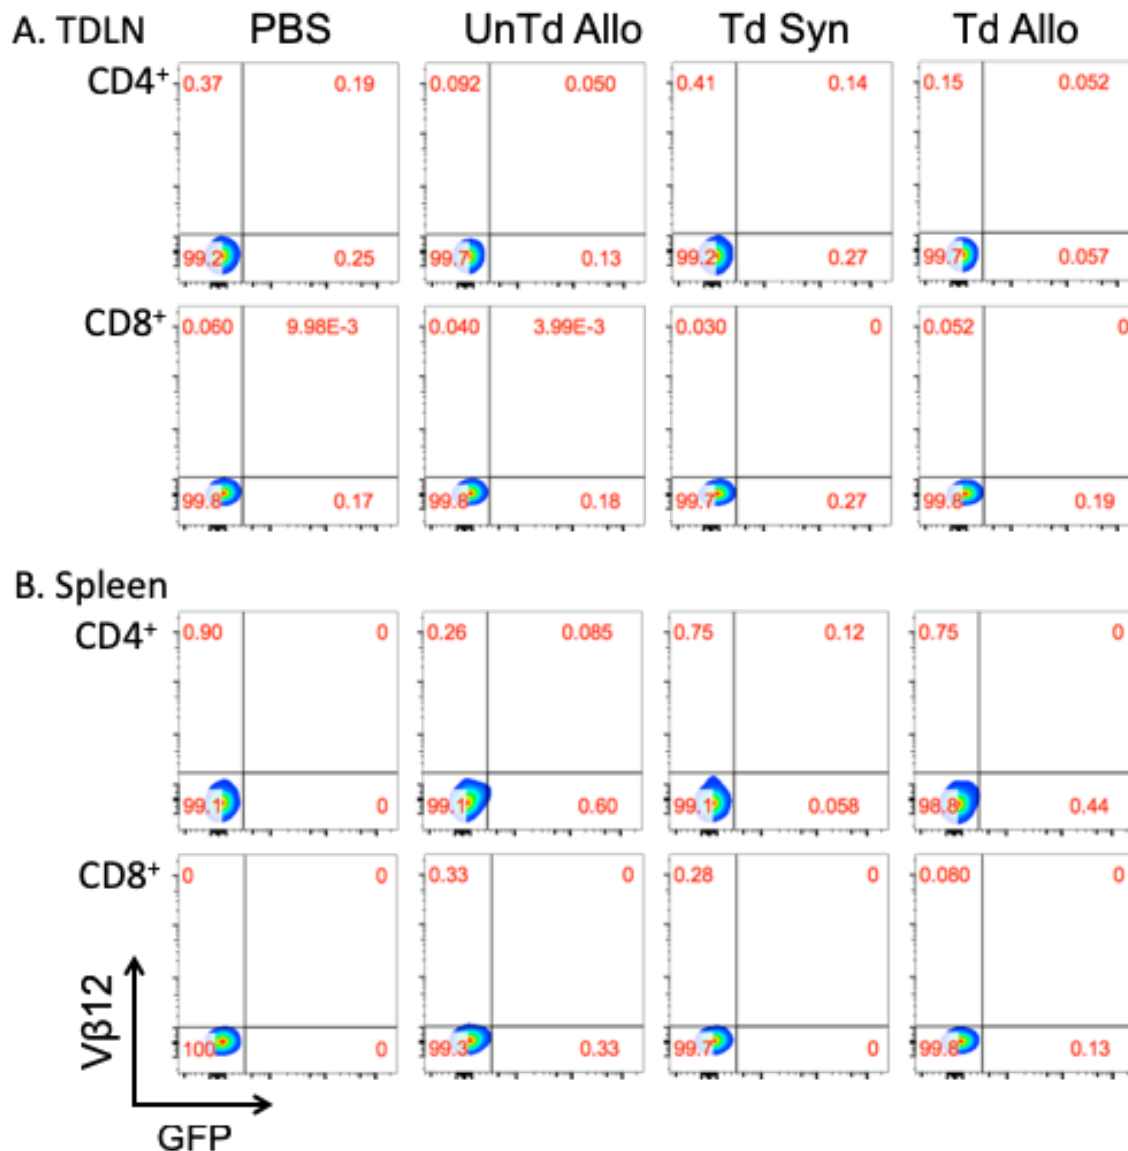 A. TDLN PBS UnTd Allo Td Syn Td Allo
CD4+
0.37 0.19 0.092 0.050 0.41 0.14 0.15 0.052
99.2 0.25 99.7 0.13 99.2 0.27 99.7 0.057
CD8+
0.060 9.98E-3 0.040 3.99E-3 0.030 0 0.052 0
99.8 0.17 99.8 0.18 99.7 0.27 99.8 0.19
B. Spleen
CD4+
0.90 0 0.26 0.085 0.75 0.12 0.75 0
99.1 0 99.1 0.60 99.1 0.058 98.8 0.44
CD8+
0 0 0.33 0 0.28 0 0.080 0
100 0 99.3 0.33 99.7 0 99.8 0.13
Vβ12
GFP